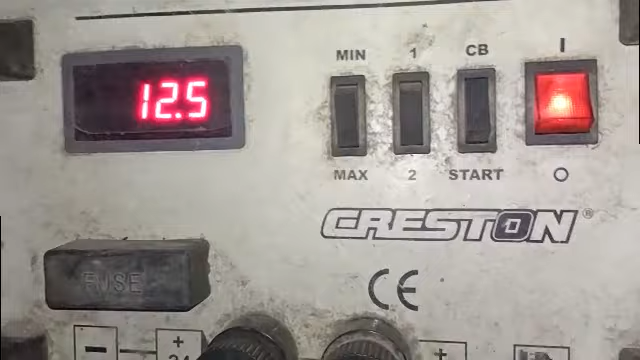 12.5
MIN 1 CB I
MAX 2 START O
CRESTON®
FUSE
CE
- + +